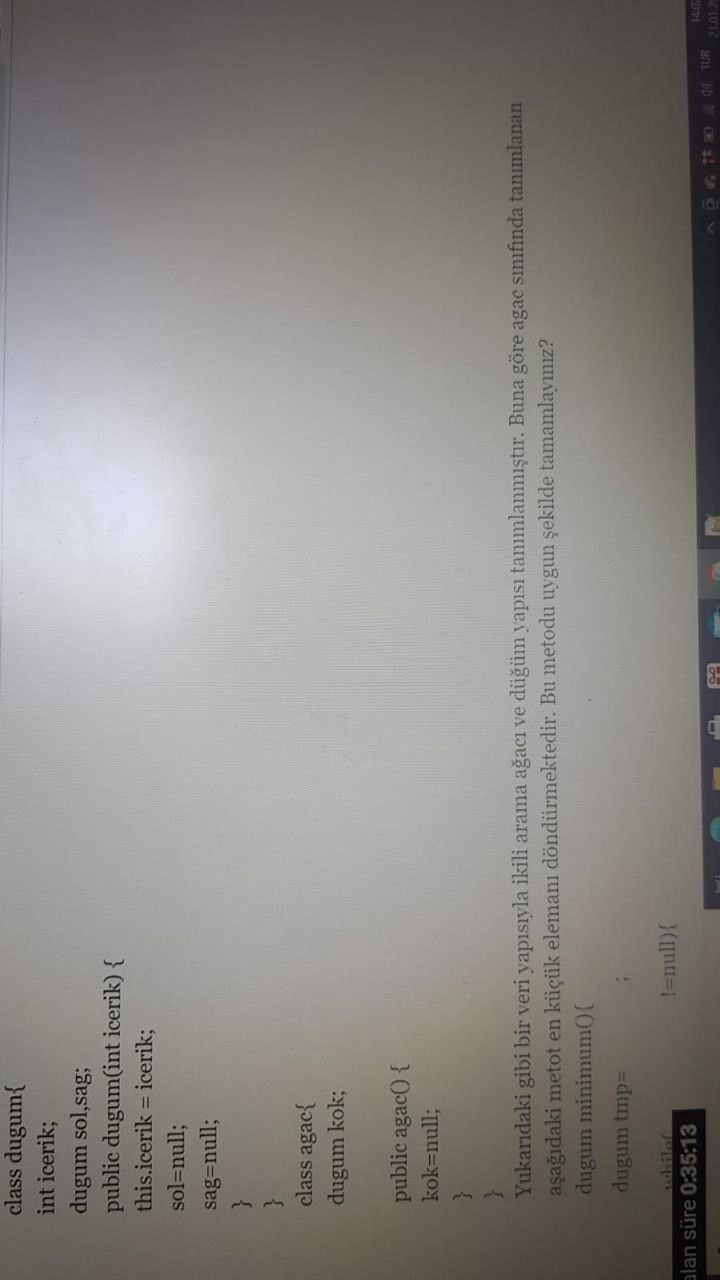 class dugum{
int icerik;
dugum sol,sag;
public dugum(int icerik) {
this.icerik = icerik;
sol=null;
sag=null;
}
}
class agac{
dugum kok;
public agac() {
kok=null;
}
}
Yukarıdaki gibi bir veri yapısıyla ikili arama ağacı ve düğüm yapısı tanımlanmıştır. Buna göre agac sınıfında tanımlanan
aşağıdaki metot en küçük elemanı döndürmektedir. Bu metodu uygun şekilde tamamlayınız?
dugum minimum(){
dugum tmp= ;
while( !=null){
alan süre 0:35:13
TUR
14:02